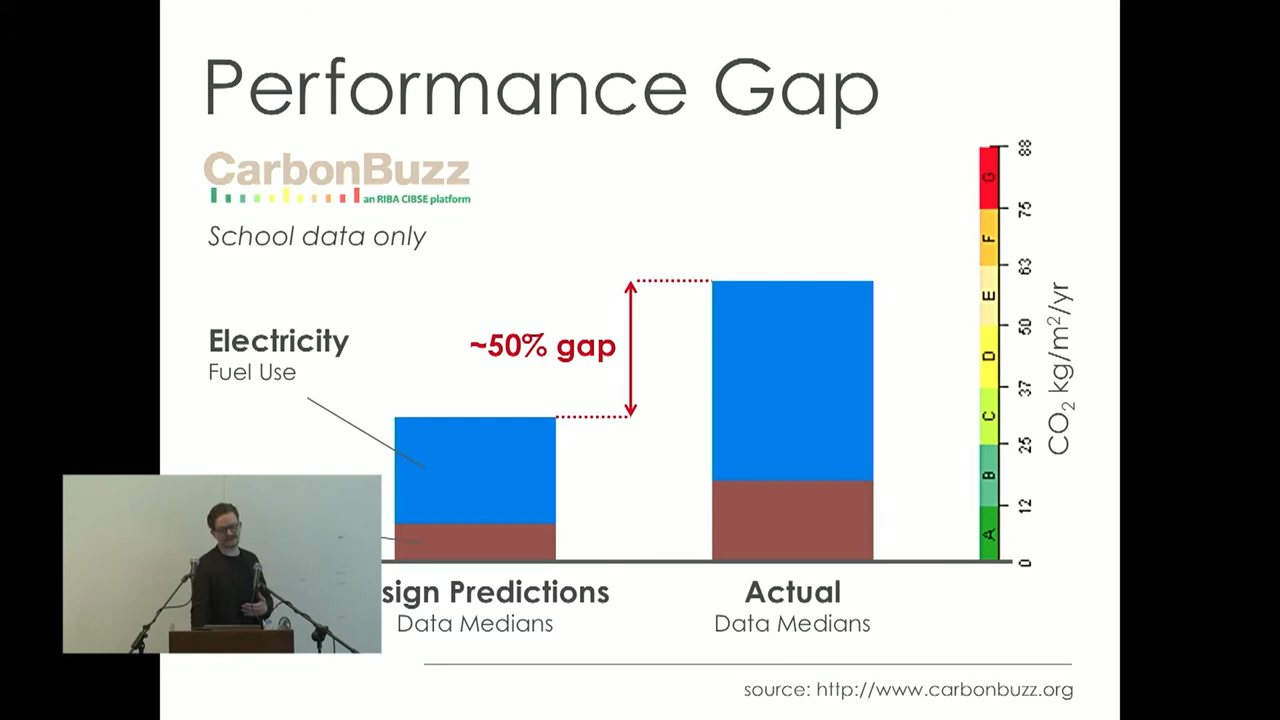 Performance Gap
CarbonBuzz
an RIBA CIBSE platform
School data only
Electricity
Fuel Use
~50% gap
sign Predictions
Data Medians
Actual
Data Medians
88
75
63
50
37
25
12
0
G
F
E
D
C
B
A
CO2 kg/m²/yr
source: http://www.carbonbuzz.org